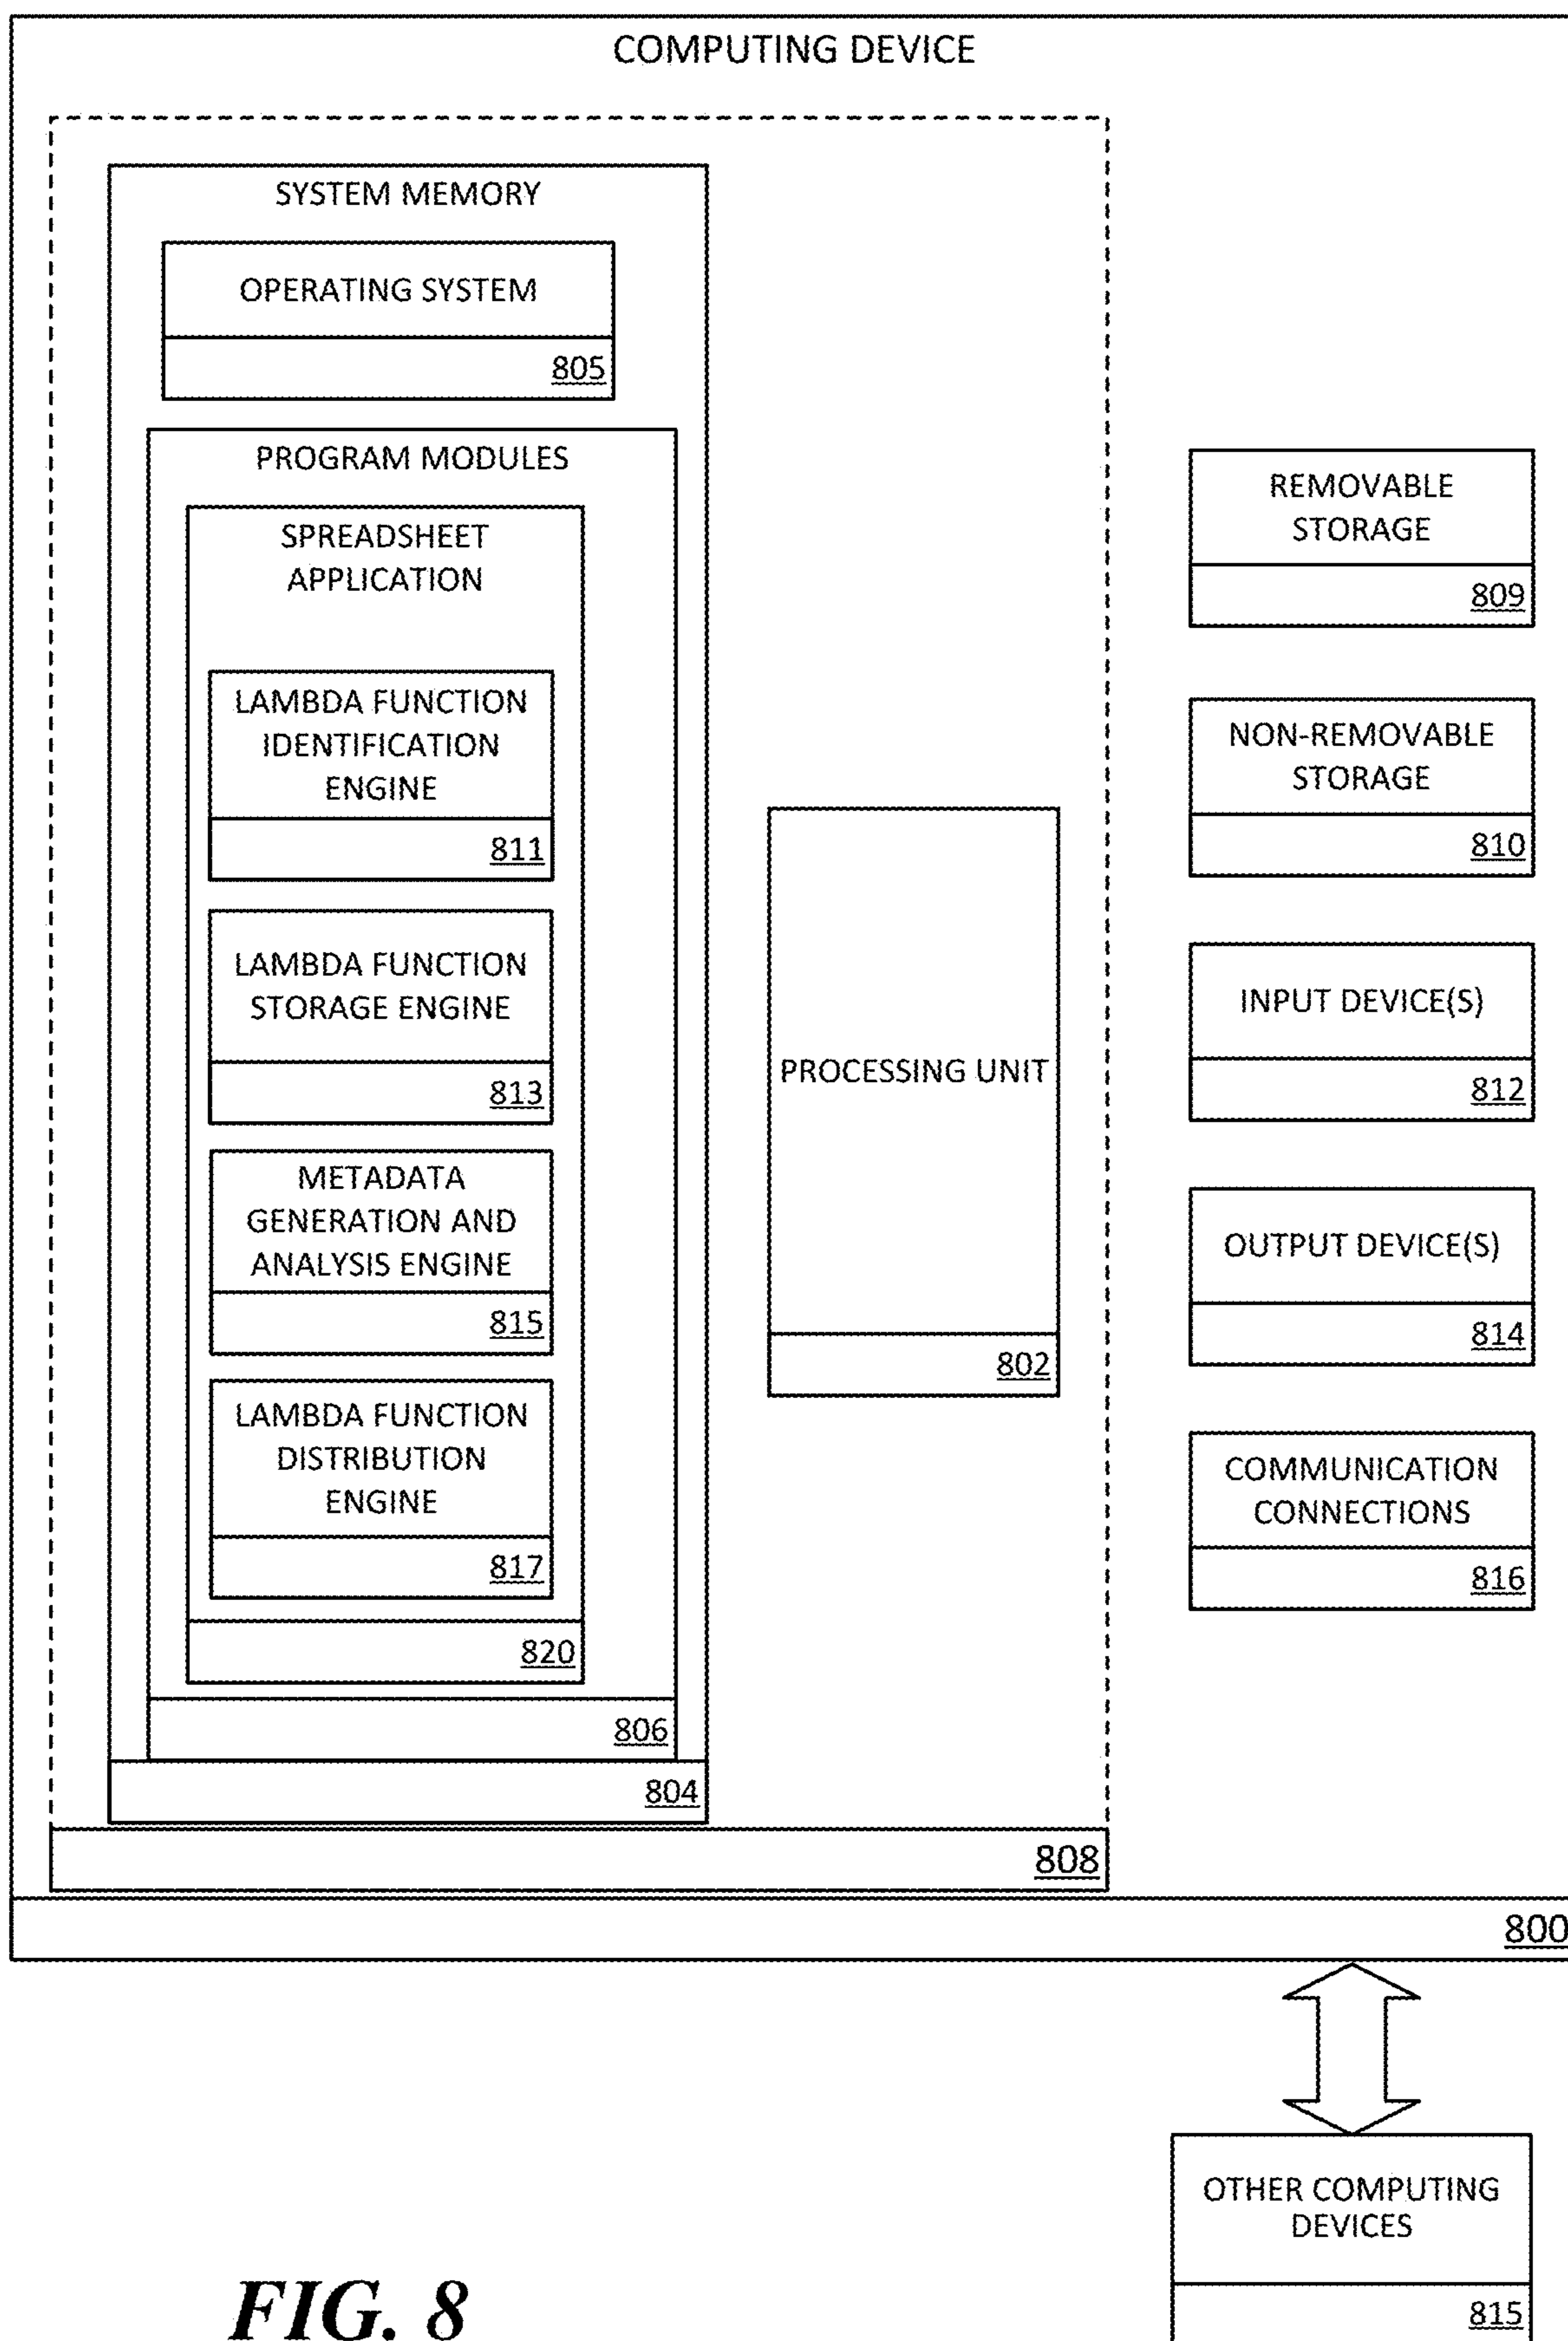 COMPUTING DEVICE
SYSTEM MEMORY
OPERATING SYSTEM
805
PROGRAM MODULES
SPREADSHEET
APPLICATION
LAMBDA FUNCTION
IDENTIFICATION
ENGINE
811
LAMBDA FUNCTION
STORAGE ENGINE
813
METADATA
GENERATION AND
ANALYSIS ENGINE
815
LAMBDA FUNCTION
DISTRIBUTION
ENGINE
817
820
806
804
PROCESSING UNIT
802
808
REMOVABLE
STORAGE
809
NON-REMOVABLE
STORAGE
810
INPUT DEVICE(S)
812
OUTPUT DEVICE(S)
814
COMMUNICATION
CONNECTIONS
816
800
OTHER COMPUTING
DEVICES
815
FIG. 8